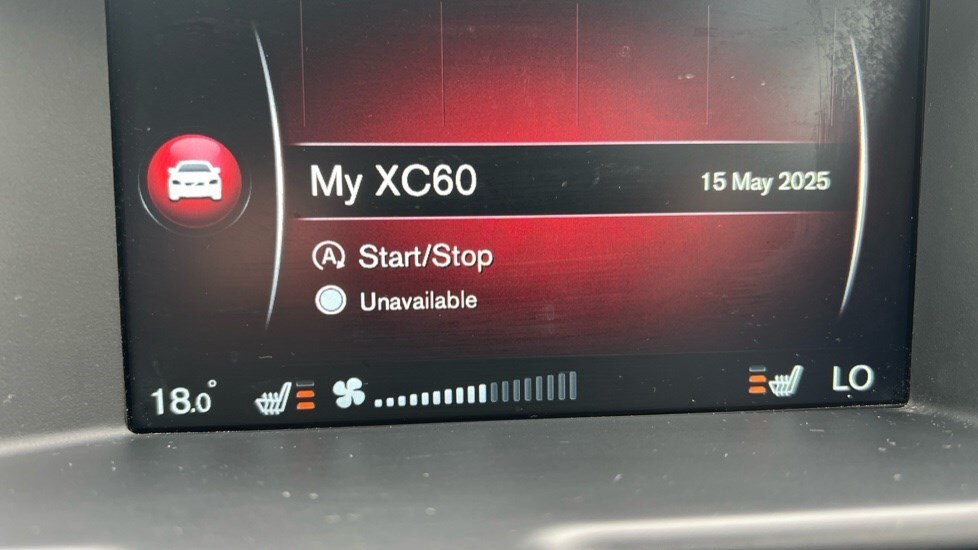 My XC60 15 May 2025
A Start/Stop
Unavailable
18.0° LO